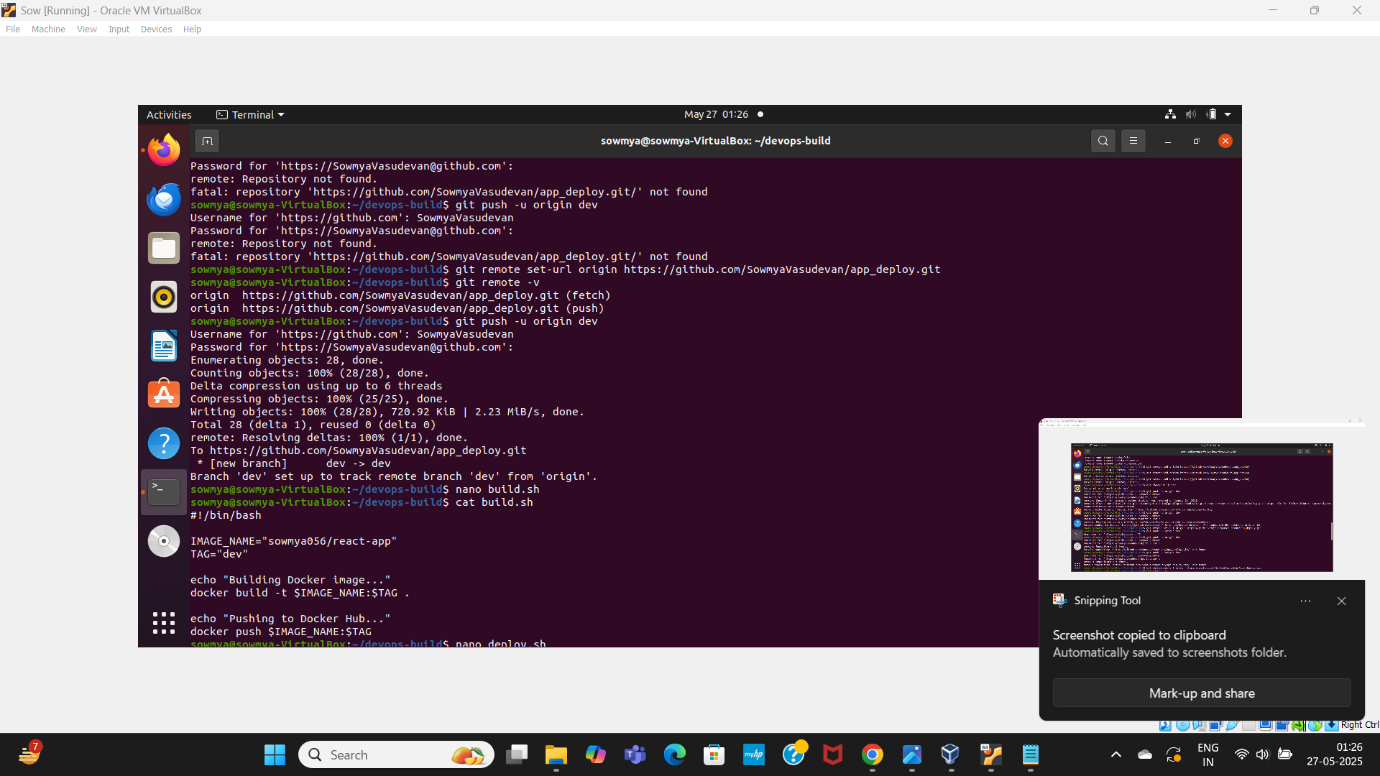 Sow [Running] - Oracle VM VirtualBox
File Machine View Input Devices Help
Activities Terminal May 27 01:26
sowmya@sowmya-VirtualBox: ~/devops-build
Password for 'https://SowmyaVasudevan@github.com':
remote: Repository not found.
fatal: repository 'https://github.com/SowmyaVasudevan/app_deploy.git/' not found
sowmya@sowmya-VirtualBox:~/devops-build$ git push -u origin dev
Username for 'https://github.com': SowmyaVasudevan
Password for 'https://SowmyaVasudevan@github.com':
remote: Repository not found.
fatal: repository 'https://github.com/SowmyaVasudevan/app_deploy.git/' not found
sowmya@sowmya-VirtualBox:~/devops-build$ git remote set-url origin https://github.com/SowmyaVasudevan/app_deploy.git
sowmya@sowmya-VirtualBox:~/devops-build$ git remote -v
origin  https://github.com/SowmyaVasudevan/app_deploy.git (fetch)
origin  https://github.com/SowmyaVasudevan/app_deploy.git (push)
sowmya@sowmya-VirtualBox:~/devops-build$ git push -u origin dev
Username for 'https://github.com': SowmyaVasudevan
Password for 'https://SowmyaVasudevan@github.com':
Enumerating objects: 28, done.
Counting objects: 100% (28/28), done.
Delta compression using up to 6 threads
Compressing objects: 100% (25/25), done.
Writing objects: 100% (28/28), 720.92 KiB | 2.23 MiB/s, done.
Total 28 (delta 1), reused 0 (delta 0)
remote: Resolving deltas: 100% (1/1), done.
To https://github.com/SowmyaVasudevan/app_deploy.git
 * [new branch]      dev -> dev
Branch 'dev' set up to track remote branch 'dev' from 'origin'.
sowmya@sowmya-VirtualBox:~/devops-build$ nano build.sh
sowmya@sowmya-VirtualBox:~/devops-build$ cat build.sh
#!/bin/bash
IMAGE_NAME="sowmya056/react-app"
TAG="dev"
echo "Building Docker image..."
docker build -t $IMAGE_NAME:$TAG .
echo "Pushing to Docker Hub..."
docker push $IMAGE_NAME:$TAG
sowmya@sowmya-VirtualBox:~/devops-build$ nano deploy.sh
Snipping Tool
Screenshot copied to clipboard
Automatically saved to screenshots folder.
Mark-up and share
Right Ctrl
7
Search
myhp
ENG
IN
01:26
27-05-2025